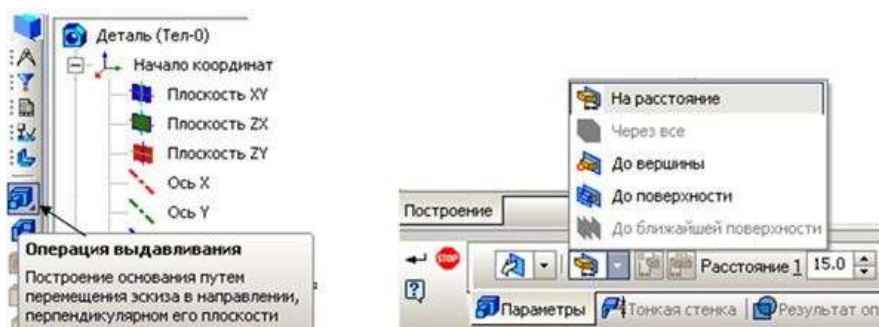 Деталь (Тел-0)
Начало координат
Плоскость XY
Плоскость ZX
Плоскость ZY
Ось X
Ось Y
Операция выдавливания
Построение основания путем
перемещения эскиза в направлении,
перпендикулярном его плоскости
На расстояние
Через все
До вершины
До поверхности
До ближайшей поверхности
Построение
STOP
Расстояние 1 15.0
Параметры
Тонкая стенка
Результат оп